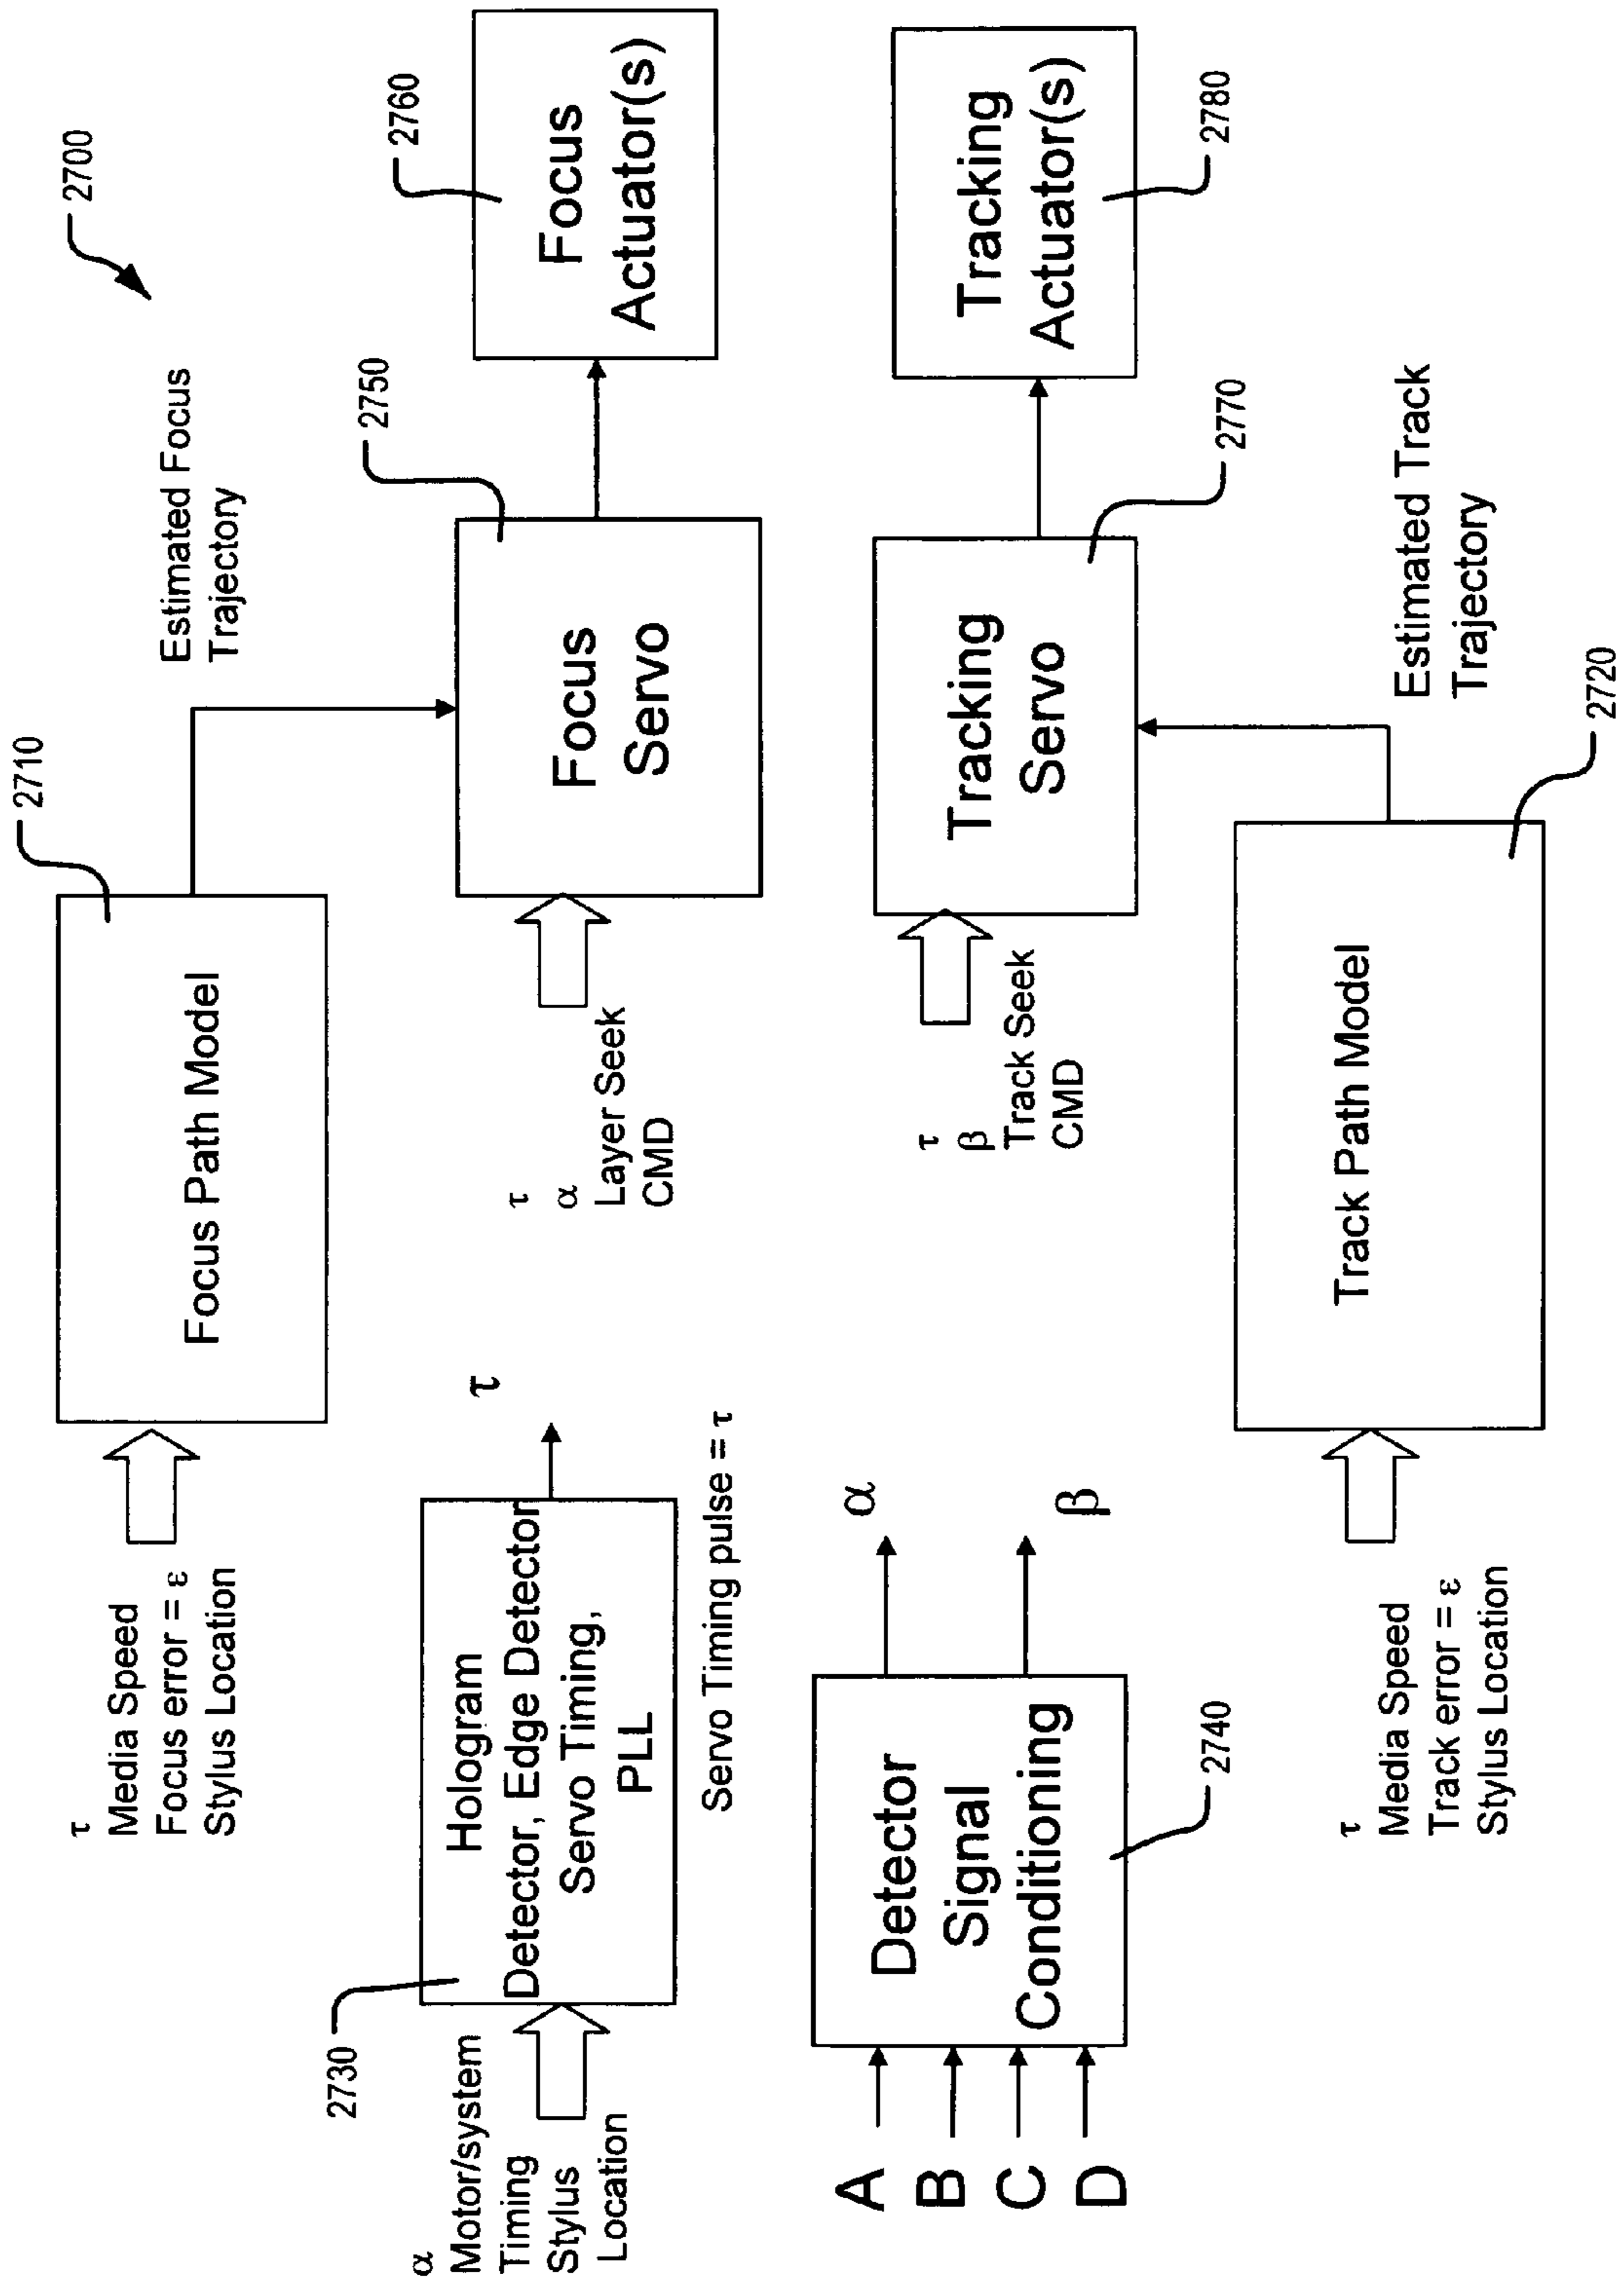 2700
τ
Media Speed
Focus error = ε
Stylus Location
Focus Path Model
2710
Estimated Focus
Trajectory
α
Motor/system
Timing
Stylus
Location
2730
Hologram
Detector, Edge Detector
Servo Timing,
PLL
τ
Servo Timing pulse = τ
τ
α
Layer Seek
CMD
Focus
Servo
2750
Focus
Actuator(s)
2760
A
B
C
D
Detector
Signal
Conditioning
2740
α
β
τ
β
Track Seek
CMD
Tracking
Servo
2770
Tracking
Actuator(s)
2780
τ
Media Speed
Track error = ε
Stylus Location
Track Path Model
2720
Estimated Track
Trajectory